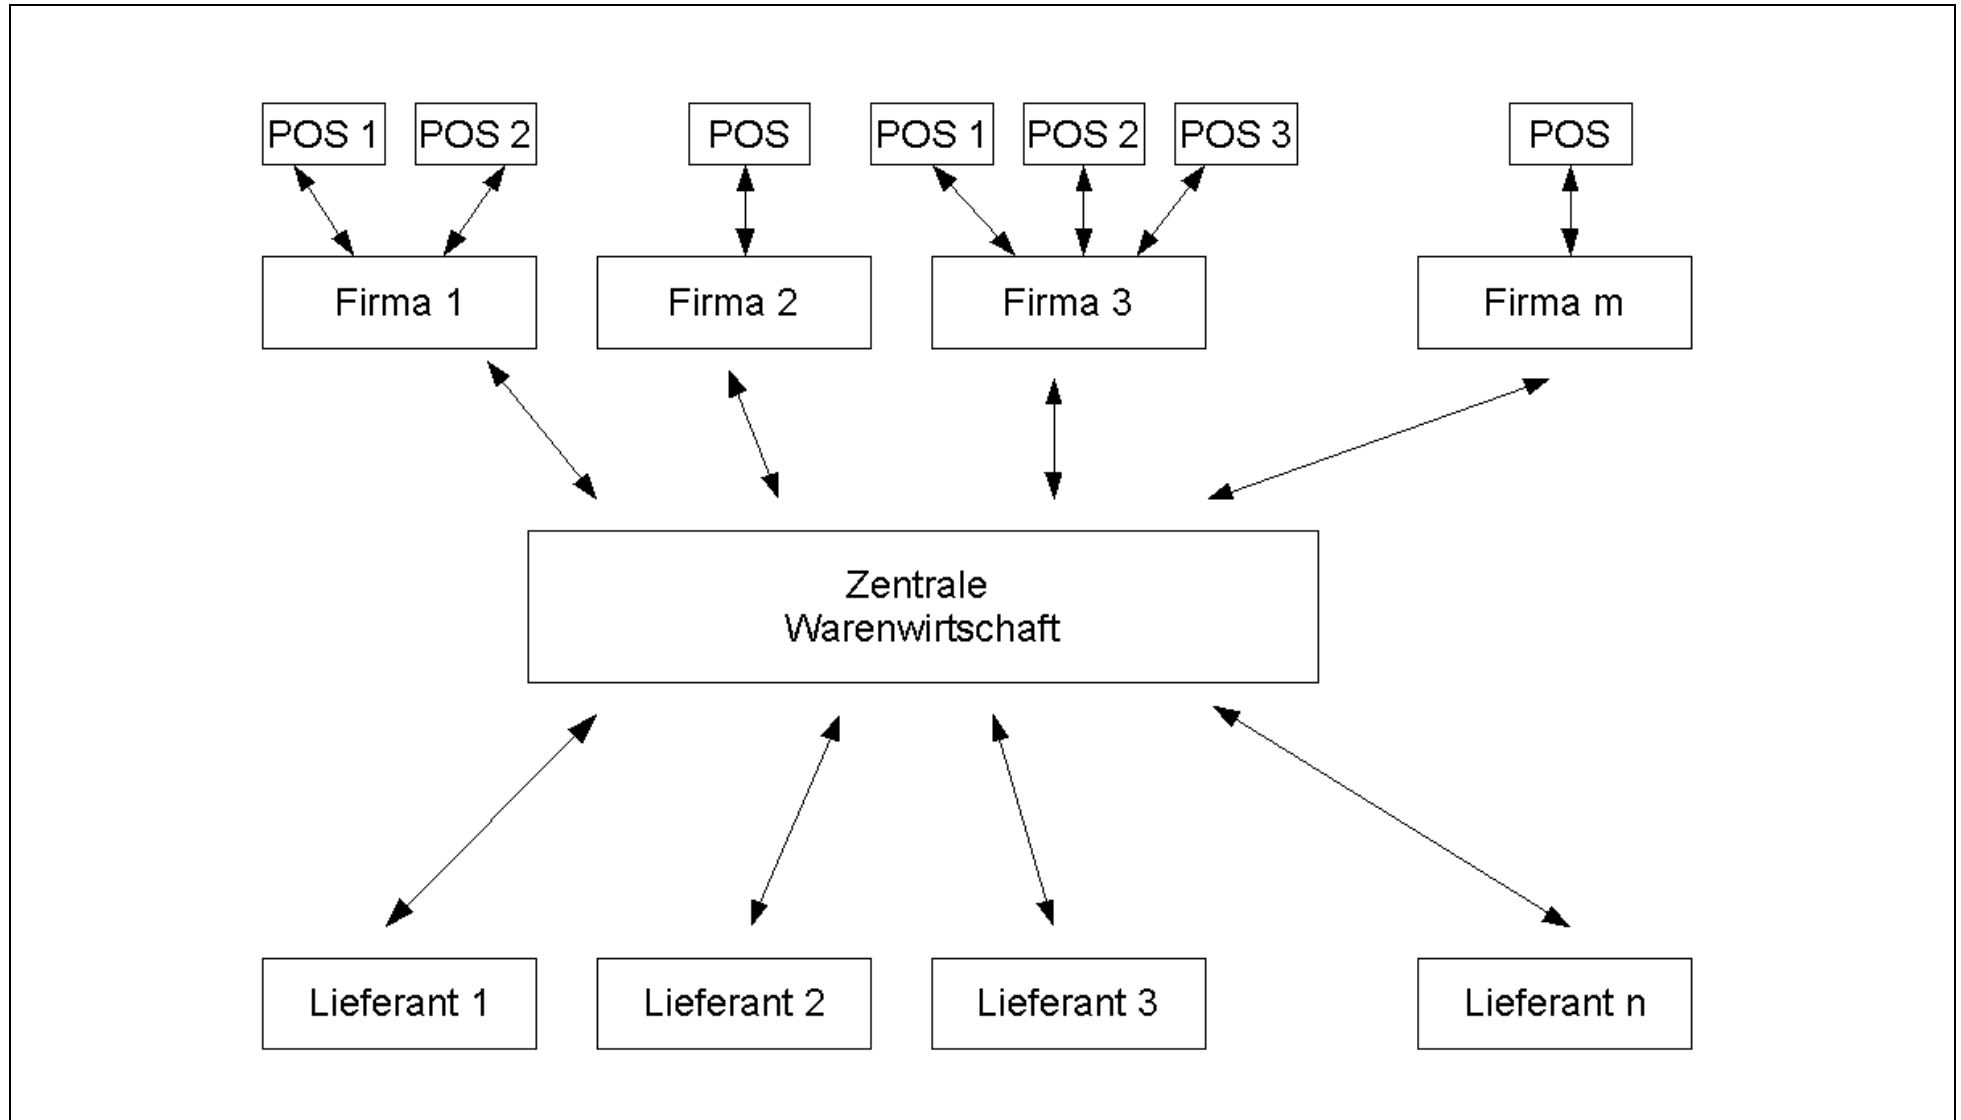 POS 1 POS 2 POS POS 1 POS 2 POS 3 POS
Firma 1 Firma 2 Firma 3 Firma m
Zentrale
Warenwirtschaft
Lieferant 1 Lieferant 2 Lieferant 3 Lieferant n